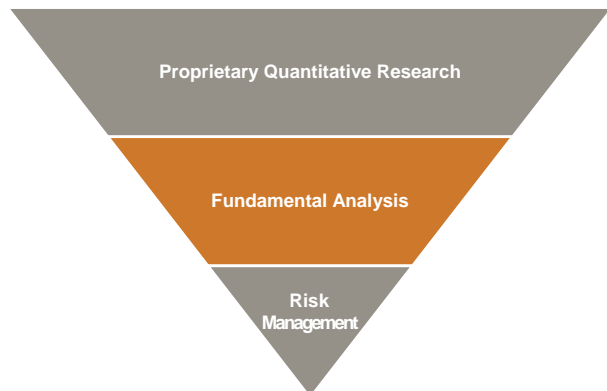 Proprietary Quantitative Research
Fundamental Analysis
Risk
Management